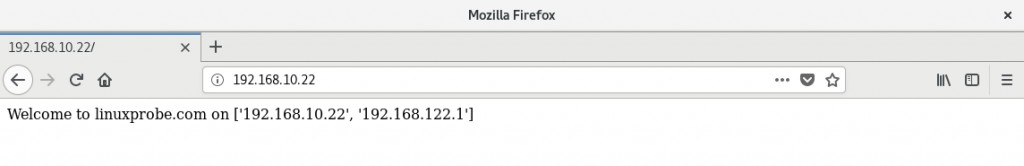 Mozilla Firefox
192.168.10.22/
192.168.10.22
Welcome to linuxprobe.com on ['192.168.10.22', '192.168.122.1']